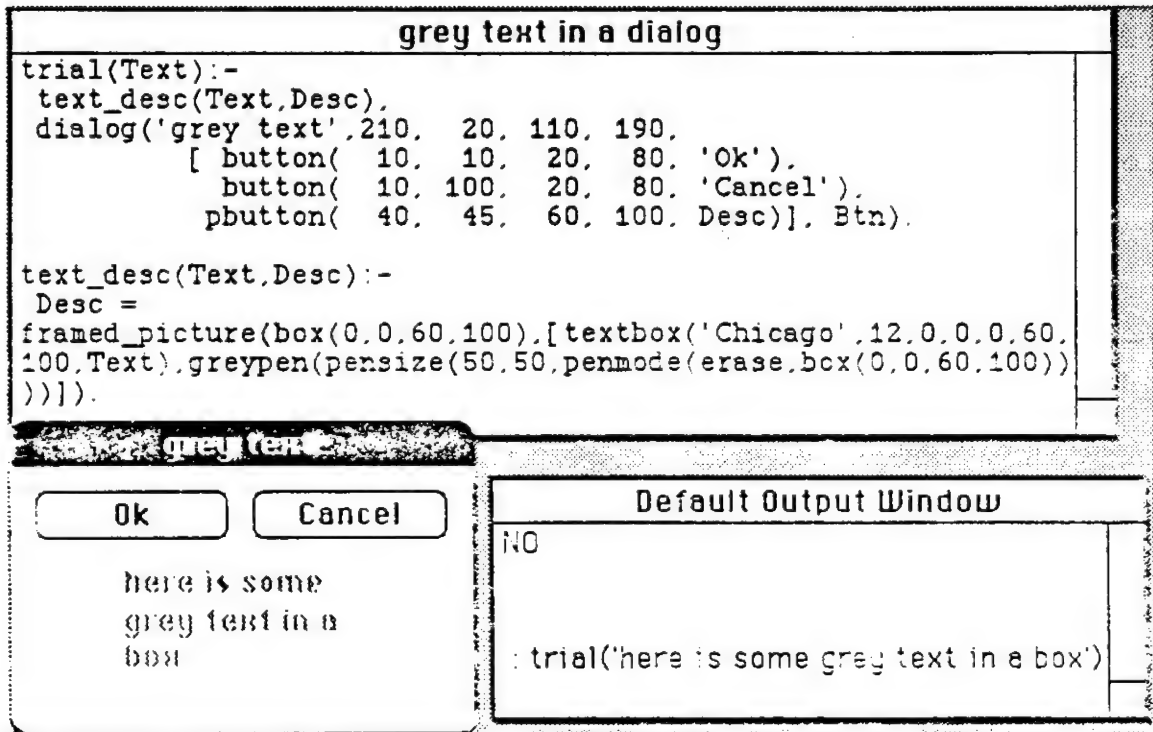 grey text in a dialog
trial(Text):-
text_desc(Text,Desc),
dialog('grey text',210, 20, 110, 190,
[ button( 10, 10, 20, 80, 'Ok'),
button( 10, 100, 20, 80, 'Cancel'),
pbutton( 40, 45, 60, 100, Desc)], Btn).
text_desc(Text,Desc):-
Desc =
framed_picture(box(0,0,60,100),[textbox('Chicago',12,0,0,0,60,
100,Text),greypen(pensize(50,50,penmode(erase,box(0,0,60,100))
))]).
grey text
Ok
Cancel
here is some
grey text in a
box
Default Output Window
NO
: trial('here is some grey text in a box')